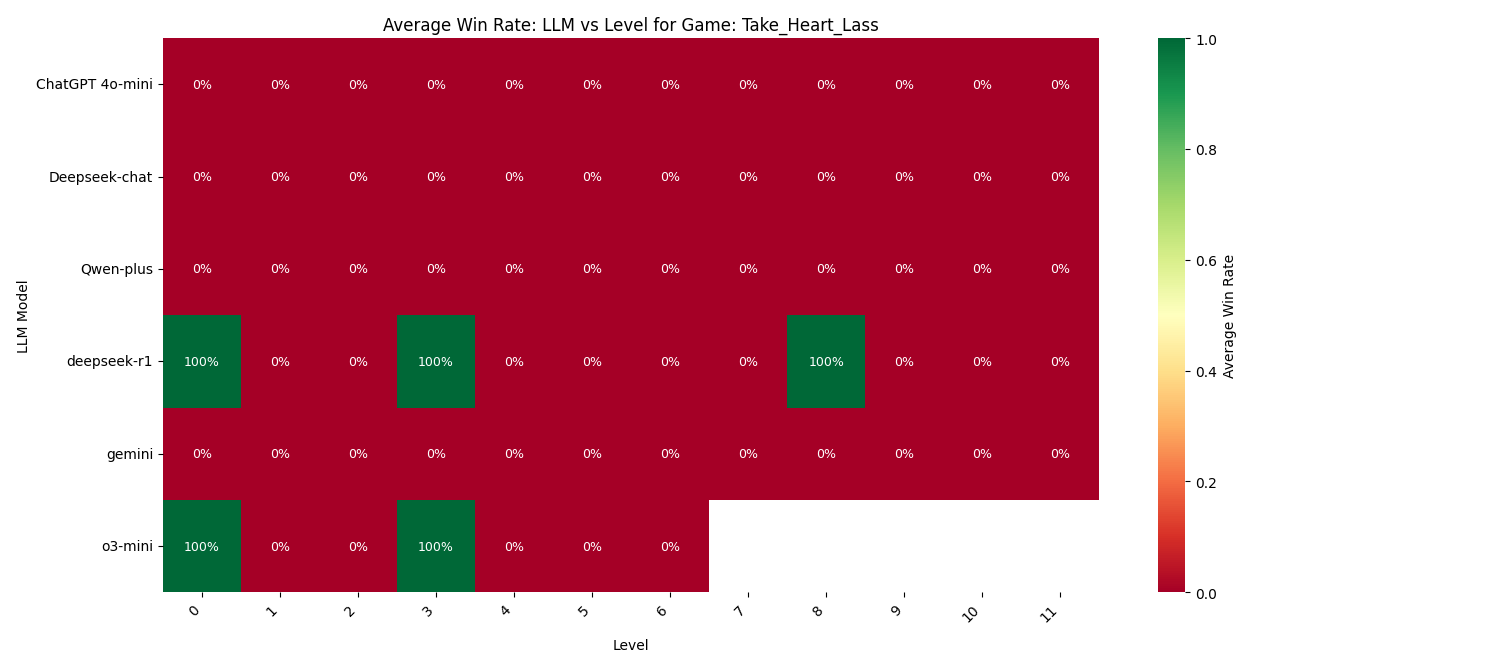 Average Win Rate: LLM vs Level for Game: Take_Heart_Lass
ChatGPT 4o-mini 0% 0% 0% 0% 0% 0% 0% 0% 0% 0% 0% 0%
Deepseek-chat 0% 0% 0% 0% 0% 0% 0% 0% 0% 0% 0% 0%
Qwen-plus 0% 0% 0% 0% 0% 0% 0% 0% 0% 0% 0% 0%
deepseek-r1 100% 0% 0% 100% 0% 0% 0% 0% 100% 0% 0% 0%
gemini 0% 0% 0% 0% 0% 0% 0% 0% 0% 0% 0% 0%
o3-mini 100% 0% 0% 100% 0% 0% 0%
0 1 2 3 4 5 6 7 8 9 10 11
Level
LLM Model
1.0
0.8
0.6
0.4
0.2
0.0
Average Win Rate